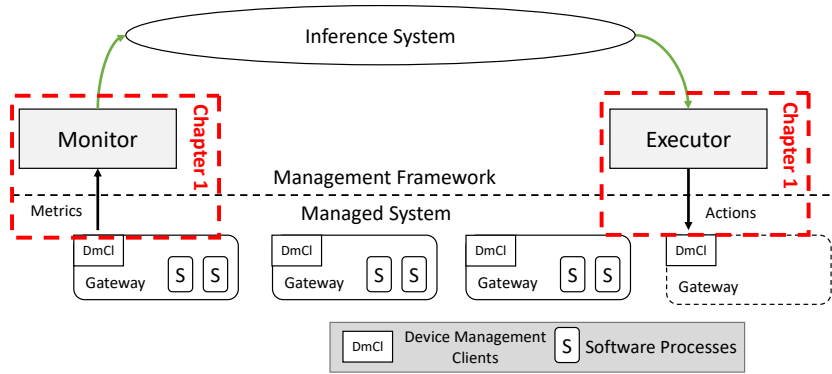 Inference System
Monitor
Chapter 1
Executor
Chapter 1
Management Framework
Metrics
Managed System
Actions
DmCl
Gateway
S
S
DmCl
Gateway
S
S
DmCl
Gateway
S
S
DmCl
Gateway
DmCl
Device Management
Clients
S
Software Processes